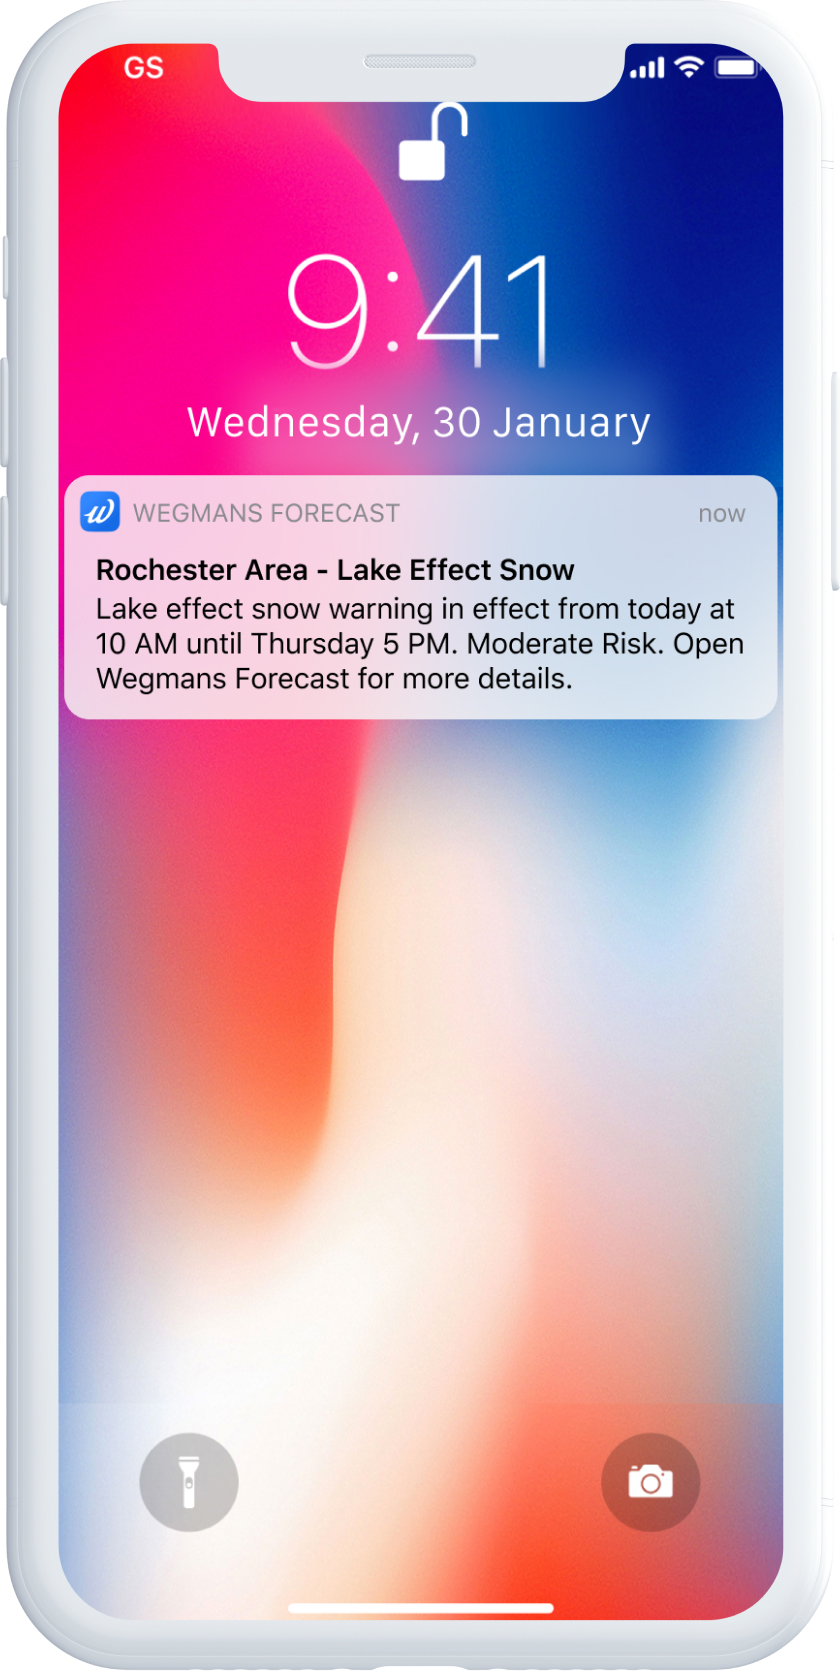 GS
9:41
Wednesday, 30 January
w WEGMANS FORECAST now
Rochester Area - Lake Effect Snow
Lake effect snow warning in effect from today at
10 AM until Thursday 5 PM. Moderate Risk. Open
Wegmans Forecast for more details.